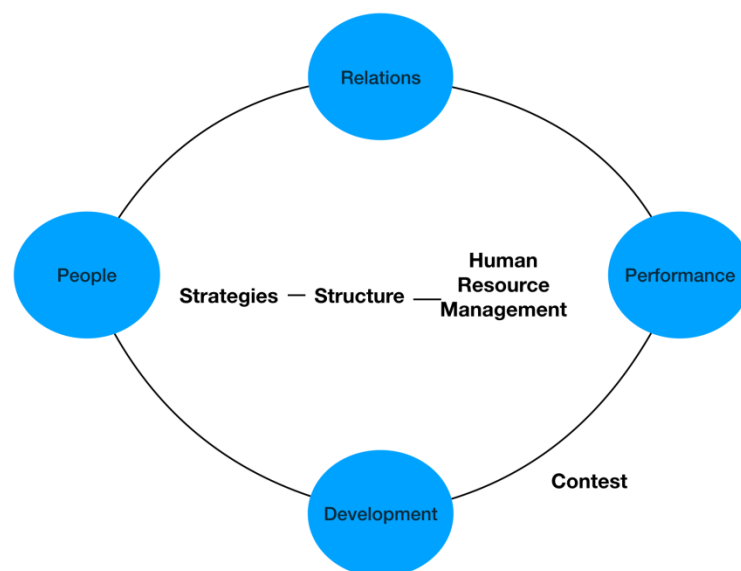 Relations
People
Human
Resource
Management
Strategies — Structure —
Performance
Contest
Development